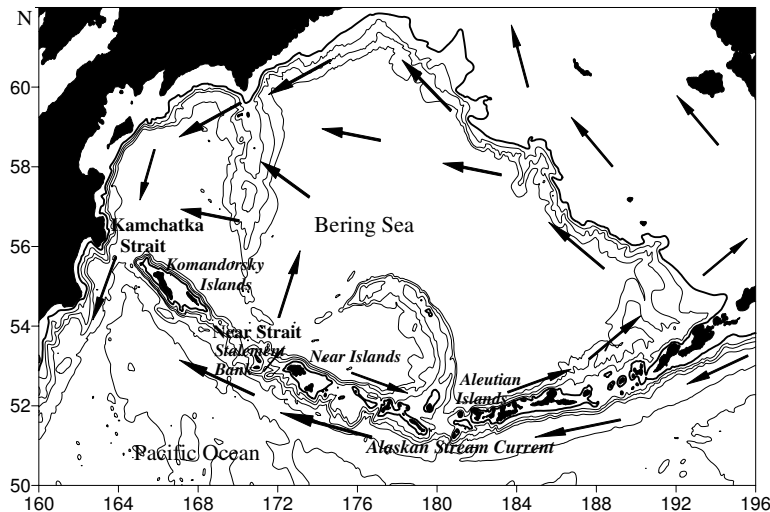 N
60
58
56
54
52
50
Bering Sea
Kamchatka
Strait
Komandorsky
Islands
Near Strait
Stalement
Bank
Near Islands
Aleutian
Islands
Alaskan Stream Current
Pacific Ocean
160 164 168 172 176 180 184 188 192 196